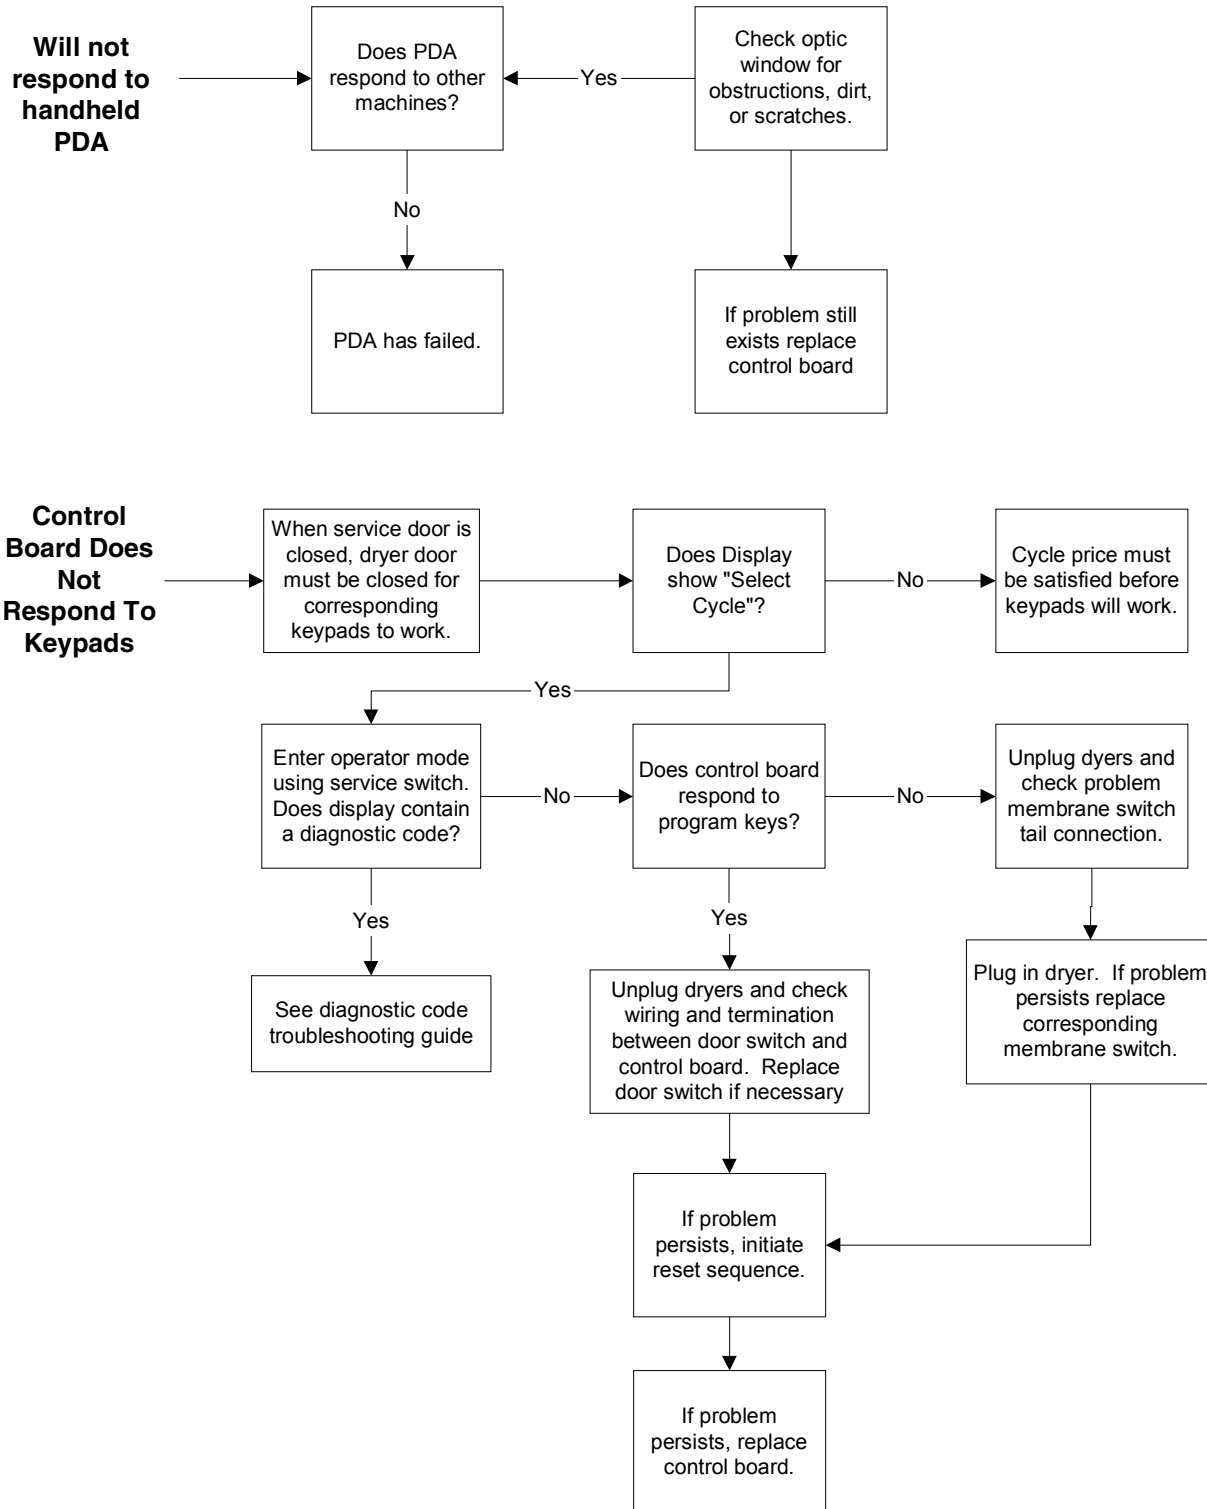 Will not
respond to
handheld
PDA
Does PDA
respond to other
machines?
Yes
Check optic
window for
obstructions, dirt,
or scratches.
No
PDA has failed.
If problem still
exists replace
control board
Control
Board Does
Not
Respond To
Keypads
When service door is
closed, dryer door
must be closed for
corresponding
keypads to work.
Does Display
show "Select
Cycle"?
No
Cycle price must
be satisfied before
keypads will work.
Yes
Enter operator mode
using service switch.
Does display contain
a diagnostic code?
No
Does control board
respond to
program keys?
No
Unplug dyers and
check problem
membrane switch
tail connection.
Yes
Yes
See diagnostic code
troubleshooting guide
Unplug dryers and check
wiring and termination
between door switch and
control board. Replace
door switch if necessary
Plug in dryer. If problem
persists replace
corresponding
membrane switch.
If problem
persists, initiate
reset sequence.
If problem
persists, replace
control board.